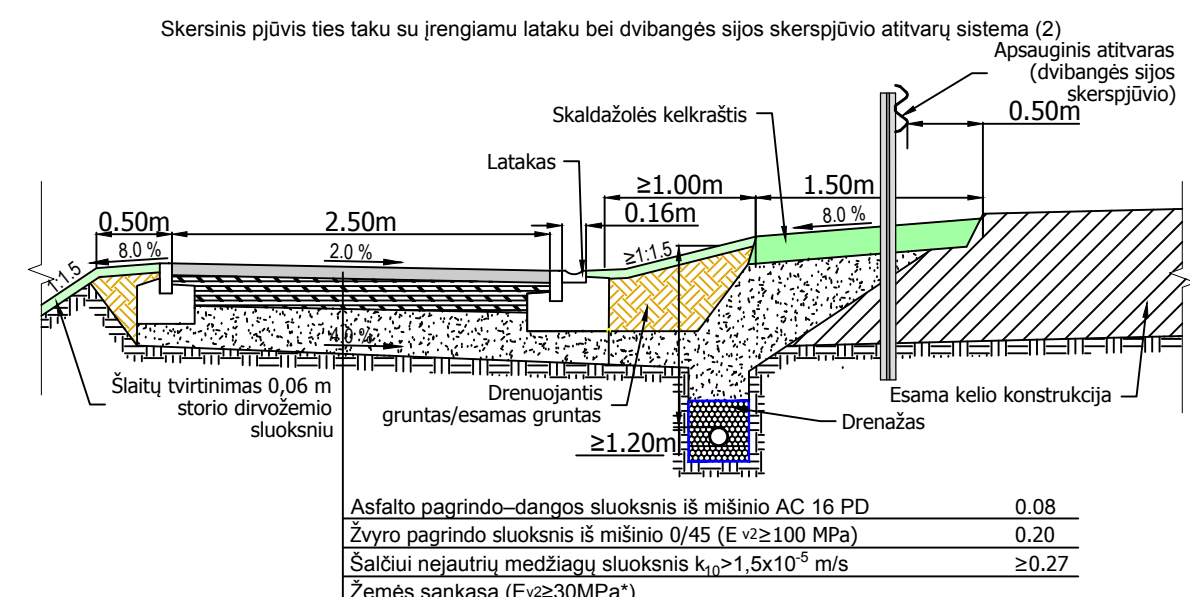 Skersinis pjūvis ties taku su įrengiamu lataku bei dvibangės sijos skerspjūvio atitvarų sistema (2)
Apsauginis atitvaras
(dvibangės sijos
skerspjūvio)
0.50m
Skaldažolės kelkraštis
Latakas
≥1.00m
1.50m
0.16m
0.50m
2.50m
8.0 %
8.0 %
2.0 %
≥1:1.5
1:1.5
4.0 %
Šlaitų tvirtinimas 0,06 m
storio dirvožemio
sluoksniu
Drenuojantis
gruntas/esamas gruntas
Esama kelio konstrukcija
Drenažas
≥1.20m
Asfalto pagrindo–dangos sluoksnis iš mišinio AC 16 PD 0.08
Žvyro pagrindo sluoksnis iš mišinio 0/45 (E v2≥100 MPa) 0.20
Šalčiui nejautrių medžiagų sluoksnis k10>1,5x10-5 m/s ≥0.27
Žemės sankasa (Ev2≥30MPa*)